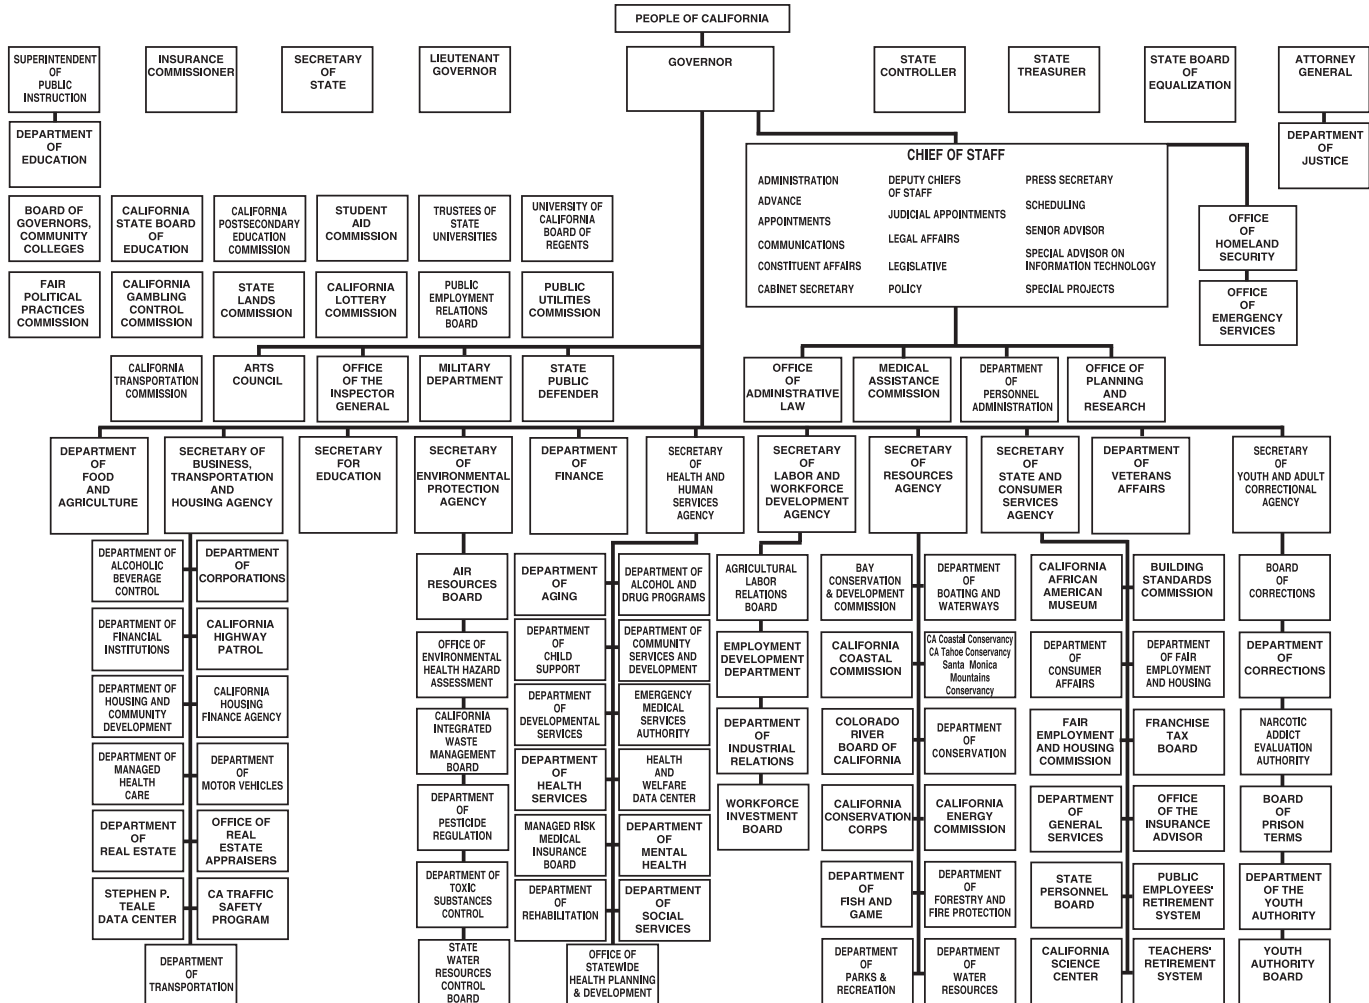 PEOPLE OF CALIFORNIA
SUPERINTENDENT
OF
PUBLIC
INSTRUCTION
INSURANCE
COMMISSIONER
SECRETARY
OF
STATE
LIEUTENANT
GOVERNOR
GOVERNOR
STATE
CONTROLLER
STATE
TREASURER
STATE BOARD
OF
EQUALIZATION
ATTORNEY
GENERAL
DEPARTMENT
OF
EDUCATION
DEPARTMENT
OF
JUSTICE
CHIEF OF STAFF
ADMINISTRATION
ADVANCE
APPOINTMENTS
COMMUNICATIONS
CONSTITUENT AFFAIRS
CABINET SECRETARY
DEPUTY CHIEFS
OF STAFF
JUDICIAL APPOINTMENTS
LEGAL AFFAIRS
LEGISLATIVE
POLICY
PRESS SECRETARY
SCHEDULING
SENIOR ADVISOR
SPECIAL ADVISOR ON
INFORMATION TECHNOLOGY
SPECIAL PROJECTS
BOARD OF
GOVERNORS,
COMMUNITY
COLLEGES
CALIFORNIA
STATE BOARD
OF
EDUCATION
CALIFORNIA
POSTSECONDARY
EDUCATION
COMMISSION
STUDENT
AID
COMMISSION
TRUSTEES OF
STATE
UNIVERSITIES
UNIVERSITY OF
CALIFORNIA
BOARD OF
REGENTS
OFFICE
OF
HOMELAND
SECURITY
FAIR
POLITICAL
PRACTICES
COMMISSION
CALIFORNIA
GAMBLING
CONTROL
COMMISSION
STATE
LANDS
COMMISSION
CALIFORNIA
LOTTERY
COMMISSION
PUBLIC
EMPLOYMENT
RELATIONS
BOARD
PUBLIC
UTILITIES
COMMISSION
OFFICE
OF
EMERGENCY
SERVICES
CALIFORNIA
TRANSPORTATION
COMMISSION
ARTS
COUNCIL
OFFICE
OF THE
INSPECTOR
GENERAL
MILITARY
DEPARTMENT
STATE
PUBLIC
DEFENDER
OFFICE
OF
ADMINISTRATIVE
LAW
MEDICAL
ASSISTANCE
COMMISSION
DEPARTMENT
OF
PERSONNEL
ADMINISTRATION
OFFICE OF
PLANNING
AND
RESEARCH
DEPARTMENT
OF
FOOD
AND
AGRICULTURE
SECRETARY OF
BUSINESS,
TRANSPORTATION
AND
HOUSING AGENCY
SECRETARY
FOR
EDUCATION
SECRETARY
OF
ENVIRONMENTAL
PROTECTION
AGENCY
DEPARTMENT
OF
FINANCE
SECRETARY
OF
HEALTH AND
HUMAN
SERVICES
AGENCY
SECRETARY
OF
LABOR AND
WORKFORCE
DEVELOPMENT
AGENCY
SECRETARY
OF
RESOURCES
AGENCY
SECRETARY
OF
STATE AND
CONSUMER
SERVICES
AGENCY
DEPARTMENT
OF
VETERANS
AFFAIRS
SECRETARY
OF
YOUTH AND ADULT
CORRECTIONAL
AGENCY
DEPARTMENT OF
ALCOHOLIC
BEVERAGE
CONTROL
DEPARTMENT
OF
CORPORATIONS
DEPARTMENT OF
FINANCIAL
INSTITUTIONS
CALIFORNIA
HIGHWAY
PATROL
DEPARTMENT OF
HOUSING AND
COMMUNITY
DEVELOPMENT
CALIFORNIA
HOUSING
FINANCE AGENCY
DEPARTMENT OF
MANAGED
HEALTH
CARE
DEPARTMENT
OF
MOTOR VEHICLES
DEPARTMENT
OF
REAL ESTATE
OFFICE OF
REAL
ESTATE
APPRAISERS
STEPHEN P.
TEALE
DATA CENTER
CA TRAFFIC
SAFETY
PROGRAM
DEPARTMENT
OF
TRANSPORTATION
AIR
RESOURCES
BOARD
OFFICE OF
ENVIRONMENTAL
HEALTH HAZARD
ASSESSMENT
CALIFORNIA
INTEGRATED
WASTE
MANAGEMENT
BOARD
DEPARTMENT
OF
PESTICIDE
REGULATION
DEPARTMENT OF
TOXIC
SUBSTANCES
CONTROL
STATE
WATER
RESOURCES
CONTROL
BOARD
DEPARTMENT
OF
AGING
DEPARTMENT OF
ALCOHOL AND
DRUG PROGRAMS
DEPARTMENT
OF
CHILD
SUPPORT
DEPARTMENT
OF COMMUNITY
SERVICES AND
DEVELOPMENT
DEPARTMENT
OF
DEVELOPMENTAL
SERVICES
EMERGENCY
MEDICAL
SERVICES
AUTHORITY
DEPARTMENT
OF
HEALTH
SERVICES
HEALTH
AND
WELFARE
DATA CENTER
MANAGED RISK
MEDICAL
INSURANCE
BOARD
DEPARTMENT
OF
MENTAL
HEALTH
DEPARTMENT
OF
REHABILITATION
DEPARTMENT
OF
SOCIAL
SERVICES
OFFICE OF
STATEWIDE
HEALTH PLANNING
& DEVELOPMENT
AGRICULTURAL
LABOR
RELATIONS
BOARD
EMPLOYMENT
DEVELOPMENT
DEPARTMENT
DEPARTMENT
OF
INDUSTRIAL
RELATIONS
WORKFORCE
INVESTMENT
BOARD
BAY
CONSERVATION
& DEVELOPMENT
COMMISSION
DEPARTMENT
OF
BOATING AND
WATERWAYS
CALIFORNIA
COASTAL
COMMISSION
CA Coastal Conservancy
CA Tahoe Conservancy
Santa Monica
Mountains
Conservancy
COLORADO
RIVER
BOARD OF
CALIFORNIA
DEPARTMENT
OF
CONSERVATION
CALIFORNIA
CONSERVATION
CORPS
CALIFORNIA
ENERGY
COMMISSION
DEPARTMENT
OF
FISH AND
GAME
DEPARTMENT
OF
FORESTRY AND
FIRE PROTECTION
DEPARTMENT
OF
PARKS &
RECREATION
DEPARTMENT
OF
WATER
RESOURCES
CALIFORNIA
AFRICAN
AMERICAN
MUSEUM
BUILDING
STANDARDS
COMMISSION
DEPARTMENT
OF
CONSUMER
AFFAIRS
DEPARTMENT
OF FAIR
EMPLOYMENT
AND HOUSING
FAIR
EMPLOYMENT
AND HOUSING
COMMISSION
FRANCHISE
TAX
BOARD
DEPARTMENT
OF
GENERAL
SERVICES
OFFICE
OF THE
INSURANCE
ADVISOR
STATE
PERSONNEL
BOARD
PUBLIC
EMPLOYEES'
RETIREMENT
SYSTEM
CALIFORNIA
SCIENCE
CENTER
TEACHERS'
RETIREMENT
SYSTEM
BOARD
OF
CORRECTIONS
DEPARTMENT
OF
CORRECTIONS
NARCOTIC
ADDICT
EVALUATION
AUTHORITY
BOARD
OF
PRISON
TERMS
DEPARTMENT
OF THE
YOUTH
AUTHORITY
YOUTH
AUTHORITY
BOARD